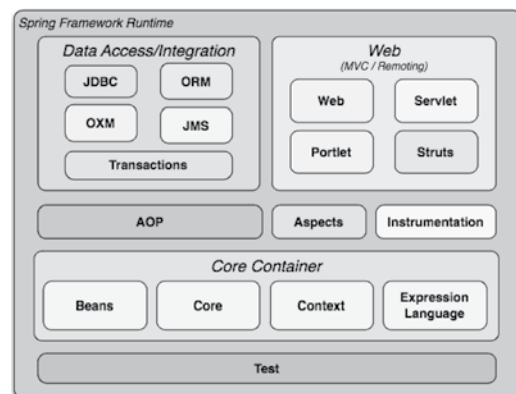 Spring Framework Runtime
Data Access/Integration
JDBC
ORM
OXM
JMS
Transactions
Web
(MVC / Remoting)
Web
Servlet
Portlet
Struts
AOP
Aspects
Instrumentation
Core Container
Beans
Core
Context
Expression
Language
Test